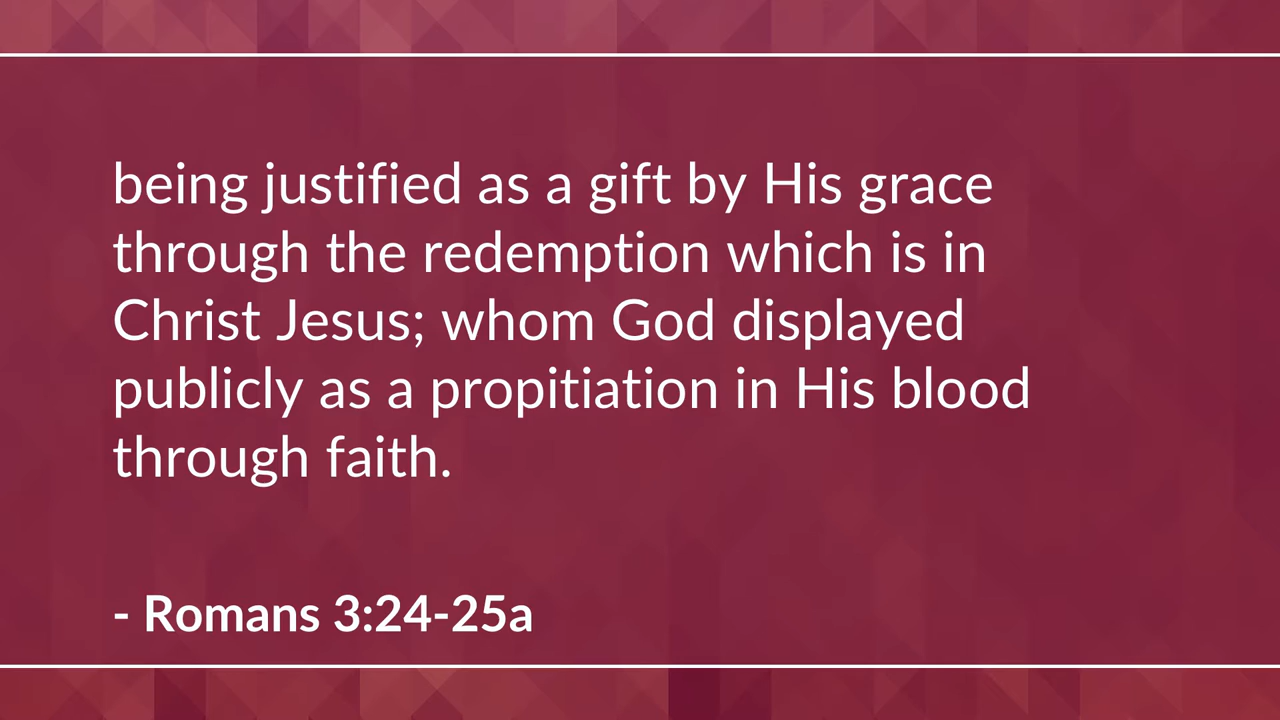 being justified as a gift by His grace
through the redemption which is in
Christ Jesus; whom God displayed
publicly as a propitiation in His blood
through faith.
- Romans 3:24-25a